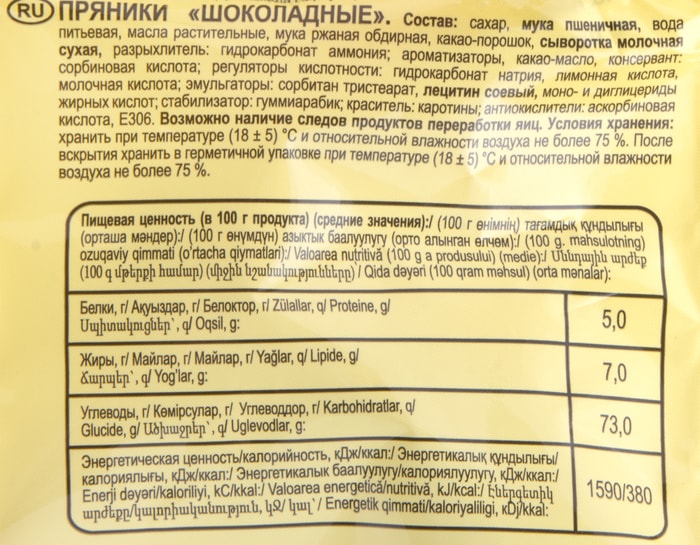 RU ПРЯНИКИ «ШОКОЛАДНЫЕ». Состав: сахар, мука пшеничная, вода
питьевая, масла растительные, мука ржаная обдирная, какао-порошок, сыворотка молочная
сухая, разрыхлитель: гидрокарбонат аммония; ароматизаторы, какао-масло, консервант:
сорбиновая кислота; регуляторы кислотности: гидрокарбонат натрия, лимонная кислота,
молочная кислота; эмульгаторы: сорбитан тристеарат, лецитин соевый, моно- и диглицериды
жирных кислот; стабилизатор: гуммиарабик; краситель: каротины; антиокислители: аскорбиновая
кислота, Е306. Возможно наличие следов продуктов переработки яиц. Условия хранения:
хранить при температуре (18 ± 5) °С и относительной влажности воздуха не более 75 %. После
вскрытия хранить в герметичной упаковке при температуре (18 ± 5) °С и относительной влажности
воздуха не более 75 %.
Пищевая ценность (в 100 г продукта) (средние значения):/ (100 г өнімнің) тағамдық құндылығы
(орташа мәндер):/ (100 г өнүмдүн) азыктык баалуулугу (орто алынган өлчөм):/ (100 g. mahsulotning)
ozuqaviy qimmati (o'rtacha qiymatlari):/ Valoarea nutritivă (100 g a produsului) (medie):/ Սննդային արժեք
(100 գ մթերքի համար) (միջին նշանակությունները)՝/ Qida dəyəri (100 qram məhsul) (orta mənalar):
Белки, г/ Ақуыздар, г/ Белоктор, г/ Zülallar, q/ Proteine, g/
Սպիտակուցներ՝, գ/ Oqsil, g:
5,0
Жиры, г/ Майлар, г/ Майлар, г/ Yağlar, q/ Lipide, g/
Ճարպեր՝, գ/ Yog'lar, g:
7,0
Углеводы, г/ Көмірсулар, г/ Углеводдор, г/ Karbohidratlar, q/
Glucide, g/ Ածխաջրեր՝, գ/ Uglevodlar, g:
73,0
Энергетическая ценность/калорийность, кДж/ккал:/ Энергетикалық құндылығы/
калориялығы, кДж/ккал:/ Энергетикалык баалуулугу/калориялуулугу, кДж/ккал:/
Enerji dəyəri/kaloriliyi, kC/kkal:/ Valoarea energetică/nutritivă, kJ/kcal:/ Էներգետիկ
արժեքը/կալորիականություն, կՋ/ կալ՝/ Energetik qimmati/kaloriyaliligi, kDj/kkal:
1590/380